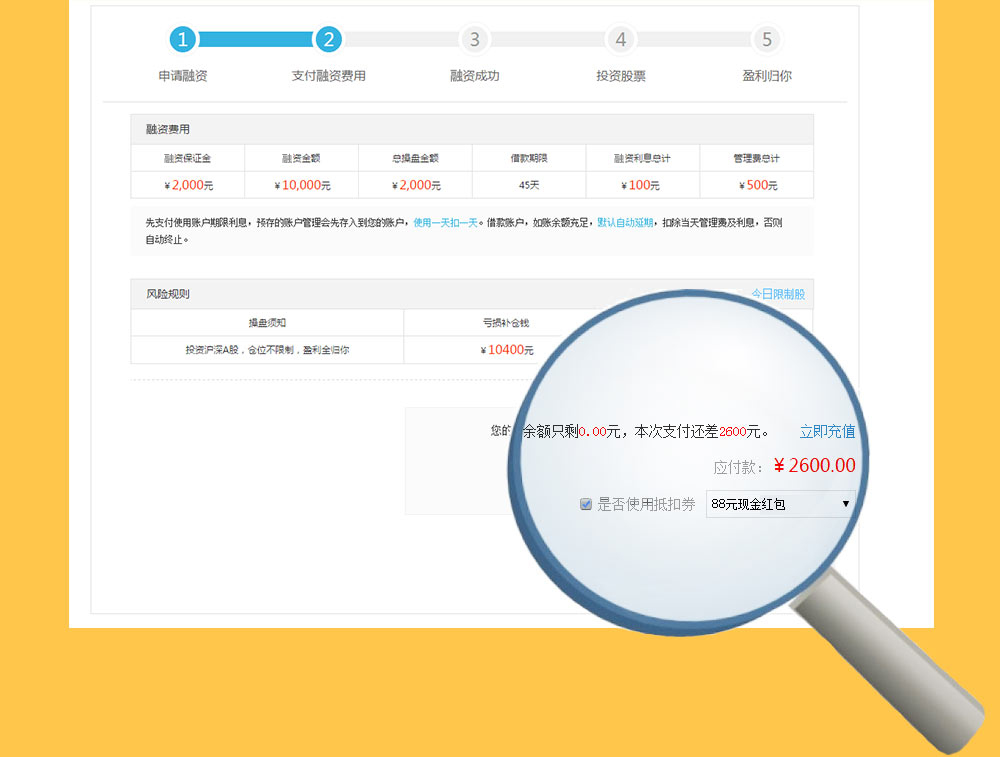 1 2 3 4 5
申请融资 支付融资费用 融资成功 投资股票 盈利归你
融资费用
融资保证金 融资金额 总操盘金额 借款期限 融资利息总计 管理费总计
¥2,000元 ¥10,000元 ¥2,000元 45天 ¥100元 ¥500元
先支付使用账户期限利息，预存的账户管理会先存入到您的账户，使用一天扣一天。借款账户，如账余额充足，默认自动延期，扣除当天管理费及利息，否则
自动终止。
风险规则 今日限制股
操盘须知 亏损补仓钱
投资沪深A股，仓位不限制，盈利全归你 ¥10400元
您的 余额只剩0.00元，本次支付还差2600元。 立即充值
应付款： ¥2600.00
是否使用抵扣券 88元现金红包